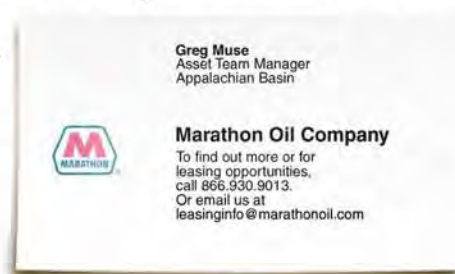 Greg Muse
Asset Team Manager
Appalachian Basin
M
MARATHON
®
Marathon Oil Company
To find out more or for
leasing opportunities,
call 866.930.9013.
Or email us at
leasinginfo@marathonoil.com